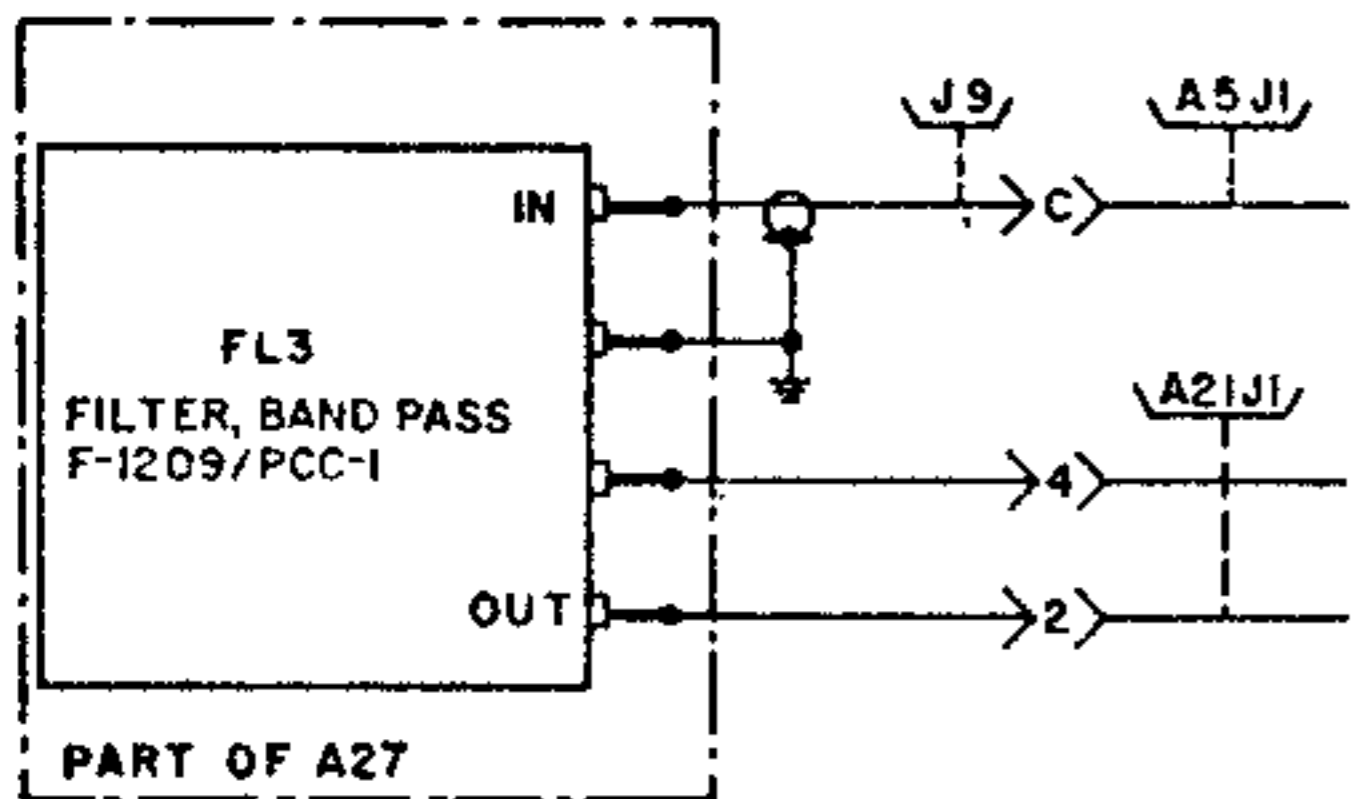 J9
A5J1
IN
C
FL3
FILTER, BAND PASS
F-1209/PCC-1
A21J1
4
OUT
2
PART OF A27